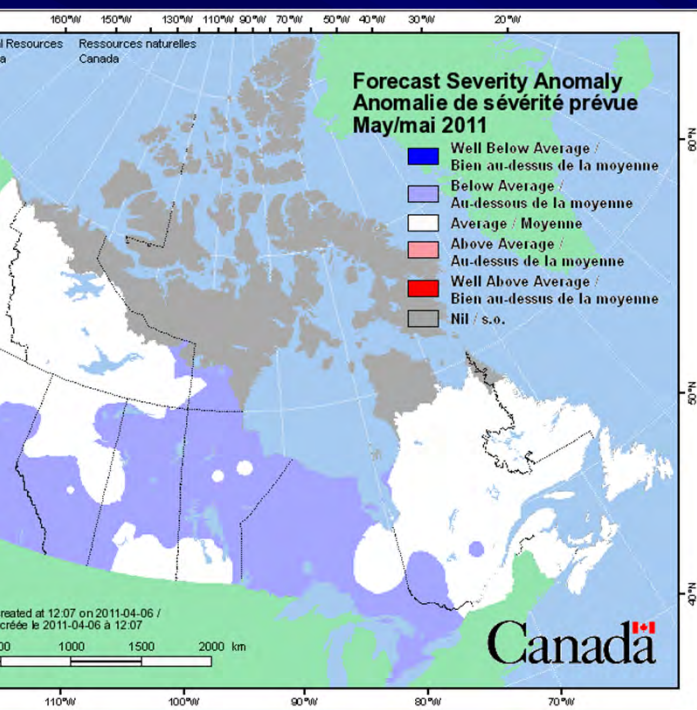 160°W 150°W 130°W 110°W 90°W 70°W 50°W 40°W 30°W 20°W
l Resources Ressources naturelles
a Canada
Forecast Severity Anomaly
Anomalie de sévérité prévue
May/mai 2011
Well Below Average /
Bien au-dessus de la moyenne
Below Average /
Au-dessous de la moyenne
Average / Moyenne
Above Average /
Au-dessus de la moyenne
Well Above Average /
Bien au-dessus de la moyenne
Nil / s.o.
60°N
50°N
40°N
reated at 12:07 on 2011-04-06 /
créée le 2011-04-06 à 12:07
00 1000 1500 2000 km
Canada
110°W 100°W 90°W 80°W 70°W